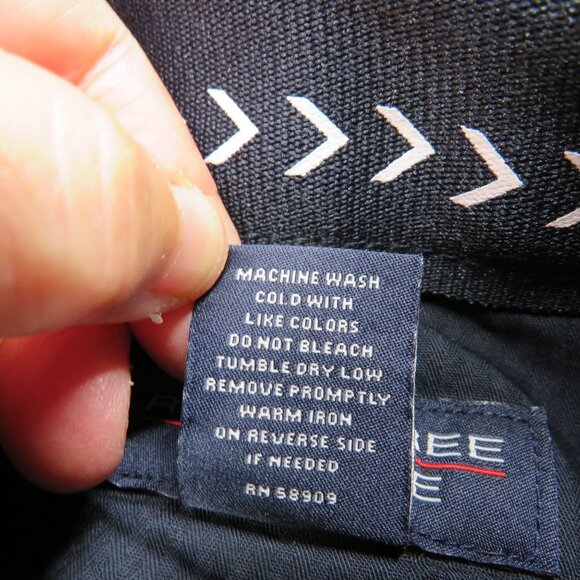 MACHINE WASH
COLD WITH
LIKE COLORS
DO NOT BLEACH
TUMBLE DRY LOW
REMOVE PROMPTLY
WARM IRON
ON REVERSE SIDE
IF NEEDED
RN 58909